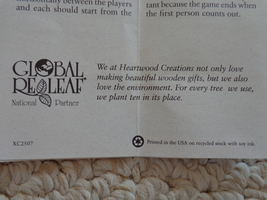 between the players
and each should start from the
tant because the game ends when
the first person counts out.
GLOBAL
RELEAF
National Partner
We at Heartwood Creations not only love
making beautiful wooden gifts, but we also
love the environment. For every tree we use,
we plant ten in its place.
XC2507
Printed in the USA on recycled stock with soy ink.